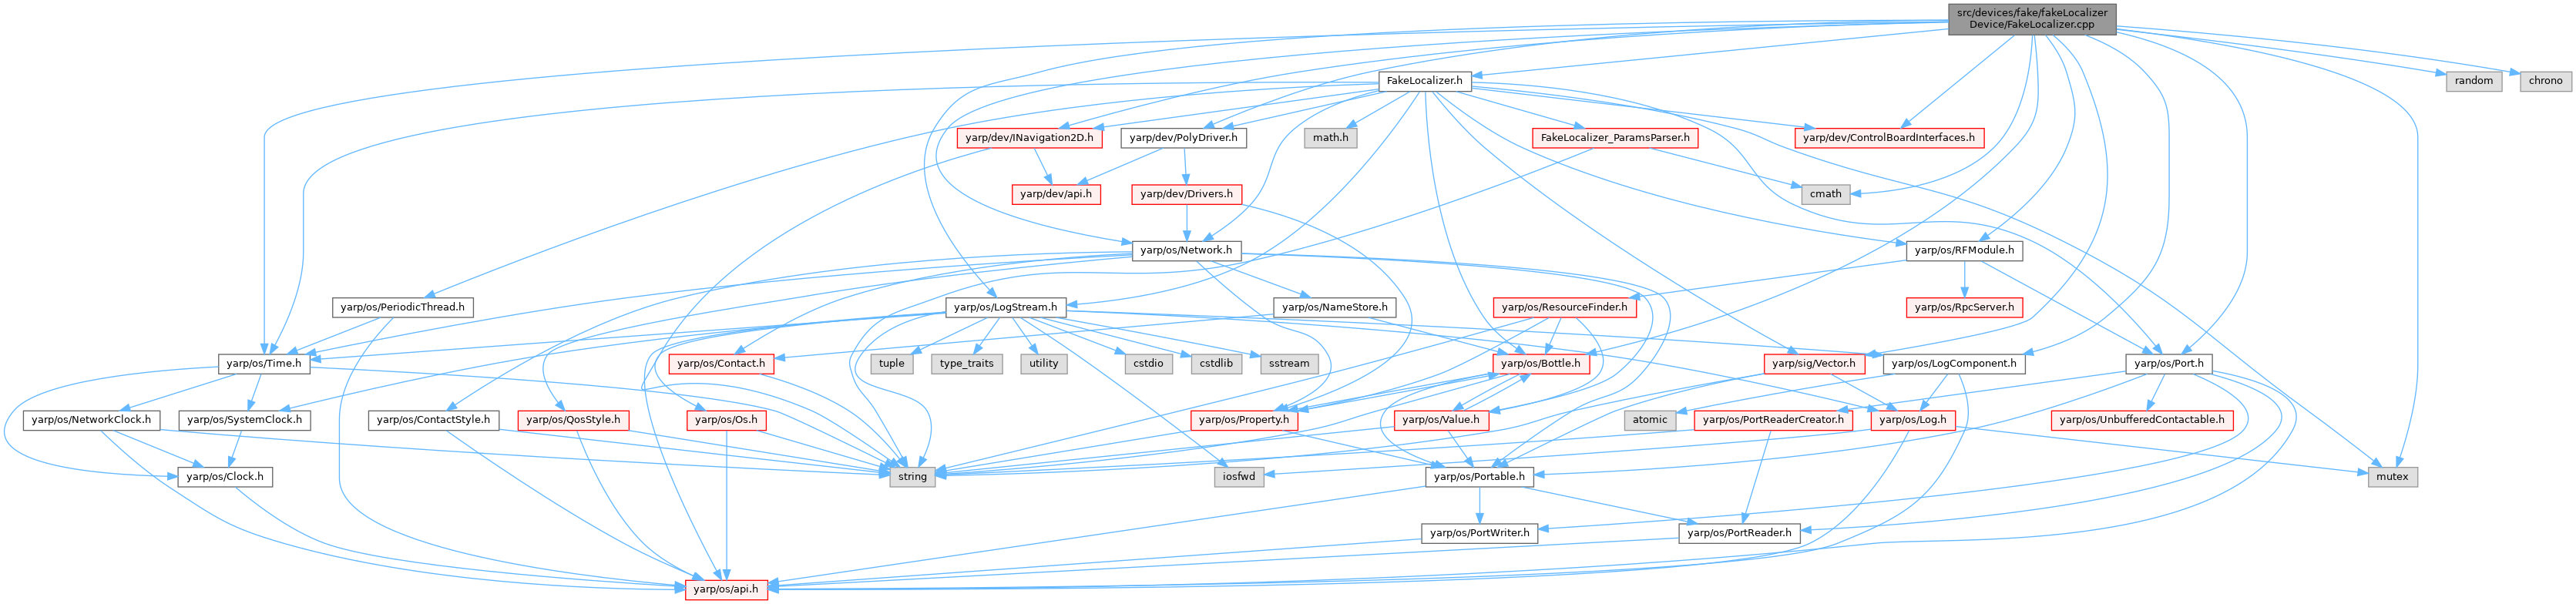 src/devices/fake/fakeLocalizer
Device/FakeLocalizer.cpp
FakeLocalizer.h
random
chrono
yarp/dev/INavigation2D.h
yarp/dev/PolyDriver.h
math.h
FakeLocalizer_ParamsParser.h
yarp/dev/ControlBoardInterfaces.h
yarp/dev/api.h
yarp/dev/Drivers.h
cmath
yarp/os/Network.h
yarp/os/RFModule.h
yarp/os/PeriodicThread.h
yarp/os/LogStream.h
yarp/os/NameStore.h
yarp/os/ResourceFinder.h
yarp/os/RpcServer.h
yarp/os/Time.h
yarp/os/Contact.h
tuple
type_traits
utility
cstdio
cstdlib
sstream
yarp/os/Bottle.h
yarp/sig/Vector.h
yarp/os/LogComponent.h
yarp/os/Port.h
yarp/os/NetworkClock.h
yarp/os/SystemClock.h
yarp/os/ContactStyle.h
yarp/os/QosStyle.h
yarp/os/Os.h
yarp/os/Property.h
yarp/os/Value.h
atomic
yarp/os/PortReaderCreator.h
yarp/os/Log.h
yarp/os/UnbufferedContactable.h
yarp/os/Clock.h
string
iosfwd
yarp/os/Portable.h
mutex
yarp/os/PortWriter.h
yarp/os/PortReader.h
yarp/os/api.h